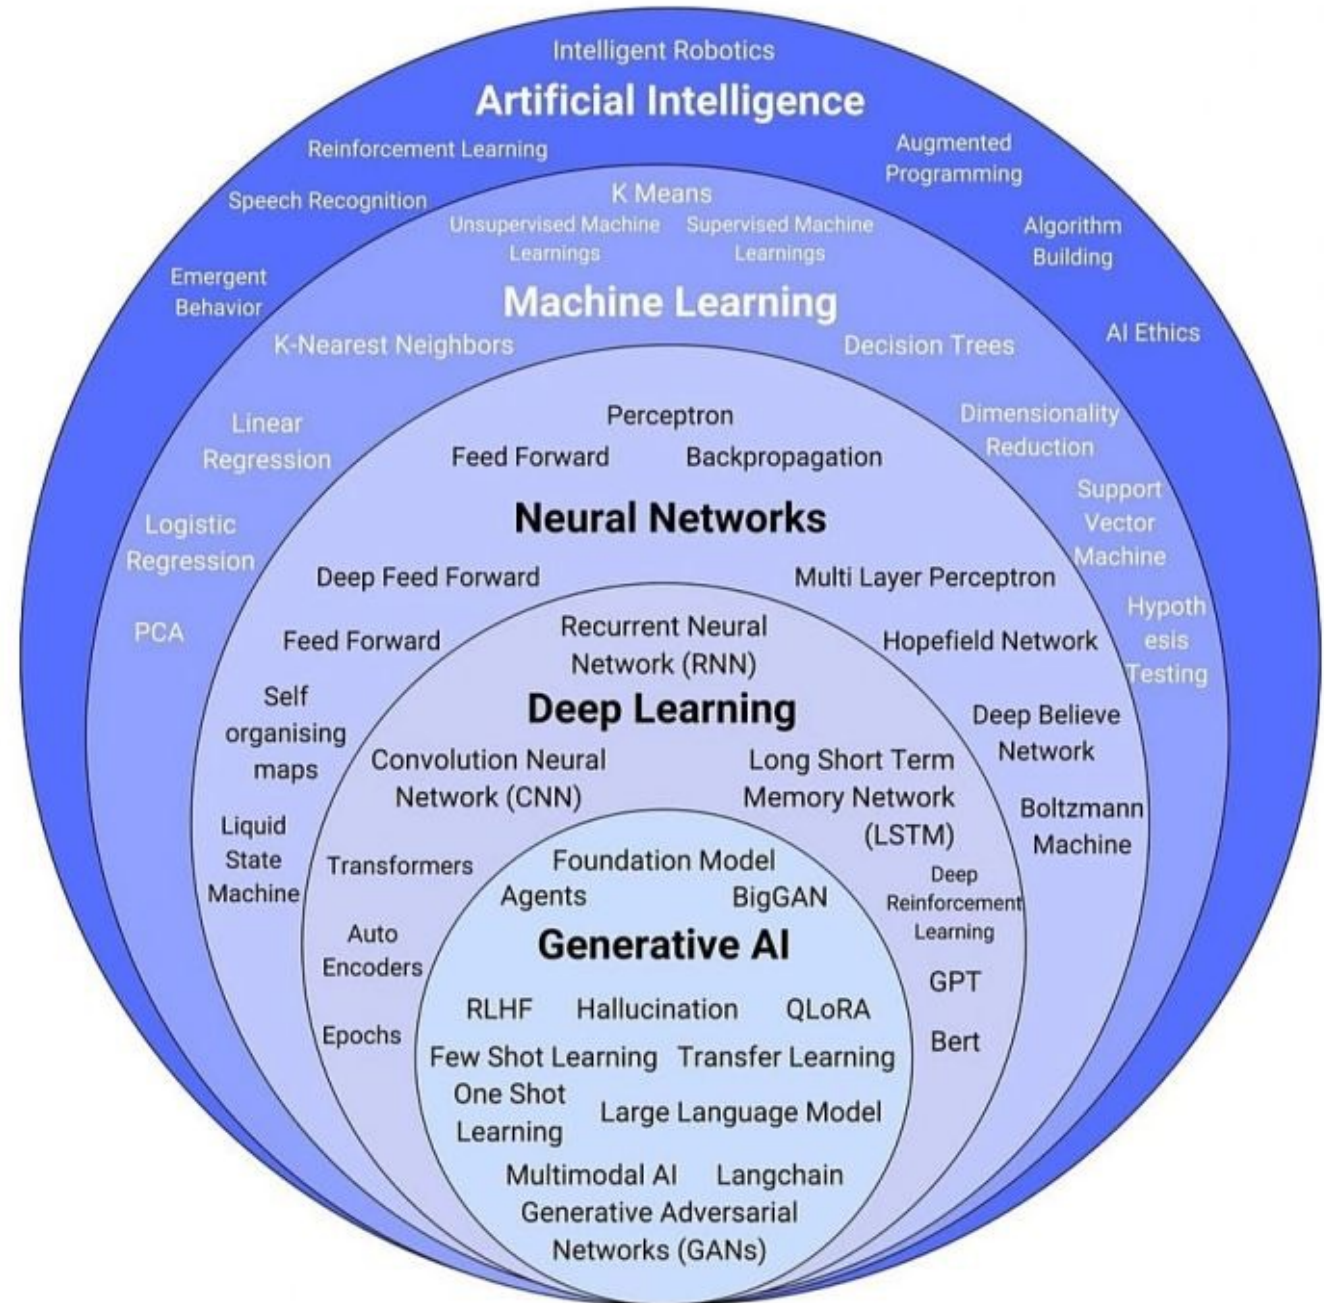 Intelligent Robotics
Artificial Intelligence
Reinforcement Learning
Augmented
Programming
Speech Recognition
K Means
Unsupervised Machine
Learnings
Supervised Machine
Learnings
Algorithm
Building
Emergent
Behavior
Machine Learning
AI Ethics
K-Nearest Neighbors
Decision Trees
Linear
Regression
Perceptron
Dimensionality
Reduction
Feed Forward
Backpropagation
Support
Vector
Machine
Logistic
Regression
Neural Networks
Deep Feed Forward
Multi Layer Perceptron
PCA
Feed Forward
Recurrent Neural
Network (RNN)
Hopefield Network
Hypoth
esis
Testing
Self
organising
maps
Deep Learning
Deep Believe
Network
Convolution Neural
Network (CNN)
Long Short Term
Memory Network
(LSTM)
Liquid
State
Machine
Boltzmann
Machine
Transformers
Foundation Model
Agents
BigGAN
Deep
Reinforcement
Learning
Auto
Encoders
Generative AI
GPT
Epochs
RLHF
Hallucination
QLoRA
Bert
Few Shot Learning
Transfer Learning
One Shot
Learning
Large Language Model
Multimodal AI
Langchain
Generative Adversarial
Networks (GANs)